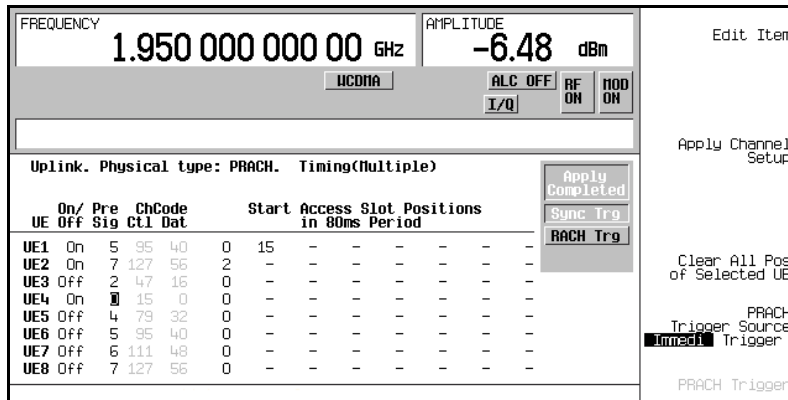 FREQUENCY
1.950 000 000 00 GHz
AMPLITUDE
-6.48 dBm
WCDMA
ALC OFF
I/Q
RF ON
MOD ON
Uplink. Physical type: PRACH. Timing(Multiple)
Apply Completed
Sync Trg
RACH Trg
On/ Pre ChCode Start Access Slot Positions
UE Off Sig Ctl Dat in 80ms Period
UE1 On 5 95 40 0 15 - - - - - -
UE2 On 7 127 56 2 - - - - - - -
UE3 Off 2 47 16 0 - - - - - - -
UE4 On 0 15 0 0 - - - - - - -
UE5 Off 4 79 32 0 - - - - - - -
UE6 Off 5 95 40 0 - - - - - - -
UE7 Off 6 111 48 0 - - - - - - -
UE8 Off 7 127 56 0 - - - - - - -
Edit Item
Apply Channel
Setup
Clear All Pos
of Selected UE
PRACH
Trigger Source
Immedi Trigger
PRACH Trigger